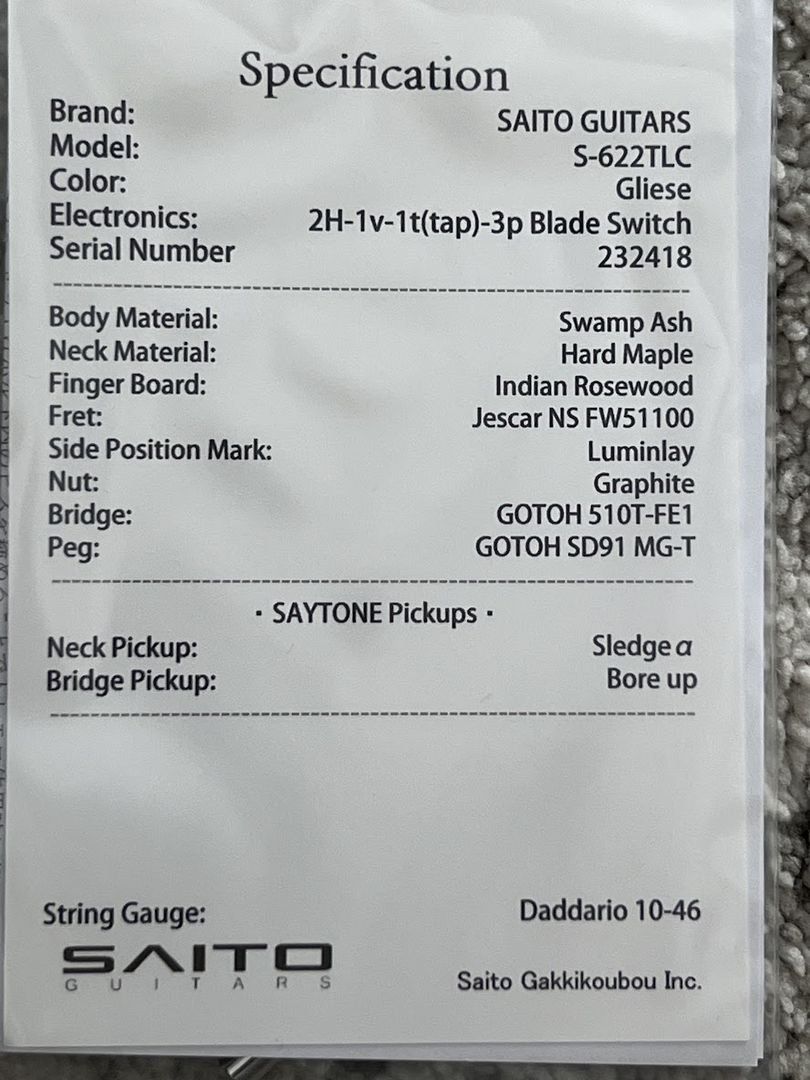 Specification
Brand: SAITO GUITARS
Model: S-622TLC
Color: Gliese
Electronics: 2H-1v-1t(tap)-3p Blade Switch
Serial Number 232418
Body Material: Swamp Ash
Neck Material: Hard Maple
Finger Board: Indian Rosewood
Fret: Jescar NS FW51100
Side Position Mark: Luminlay
Nut: Graphite
Bridge: GOTOH 510T-FE1
Peg: GOTOH SD91 MG-T
・SAYTONE Pickups・
Neck Pickup: Sledge α
Bridge Pickup: Bore up
String Gauge: Daddario 10-46
SAITO
GUITARS
Saito Gakkikoubou Inc.